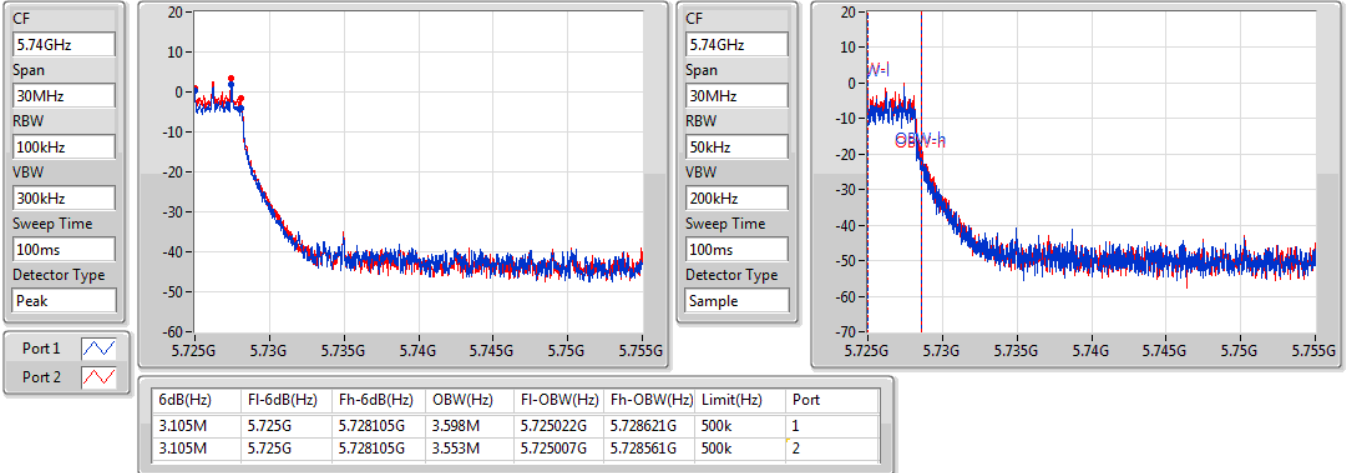 CF
5.74GHz
Span
30MHz
RBW
100kHz
VBW
300kHz
Sweep Time
100ms
Detector Type
Peak
Port 1
Port 2
20
10
0
-10
-20
-30
-40
-50
-60
5.725G 5.73G 5.735G 5.74G 5.745G 5.75G 5.755G
CF
5.74GHz
Span
30MHz
RBW
50kHz
VBW
200kHz
Sweep Time
100ms
Detector Type
Sample
20
10
0
-10
-20
-30
-40
-50
-60
-70
W-l
OBW-h
5.725G 5.73G 5.735G 5.74G 5.745G 5.75G 5.755G
6dB(Hz) Fl-6dB(Hz) Fh-6dB(Hz) OBW(Hz) Fl-OBW(Hz) Fh-OBW(Hz) Limit(Hz) Port
3.105M 5.725G 5.728105G 3.598M 5.725022G 5.728621G 500k 1
3.105M 5.725G 5.728105G 3.553M 5.725007G 5.728561G 500k 2